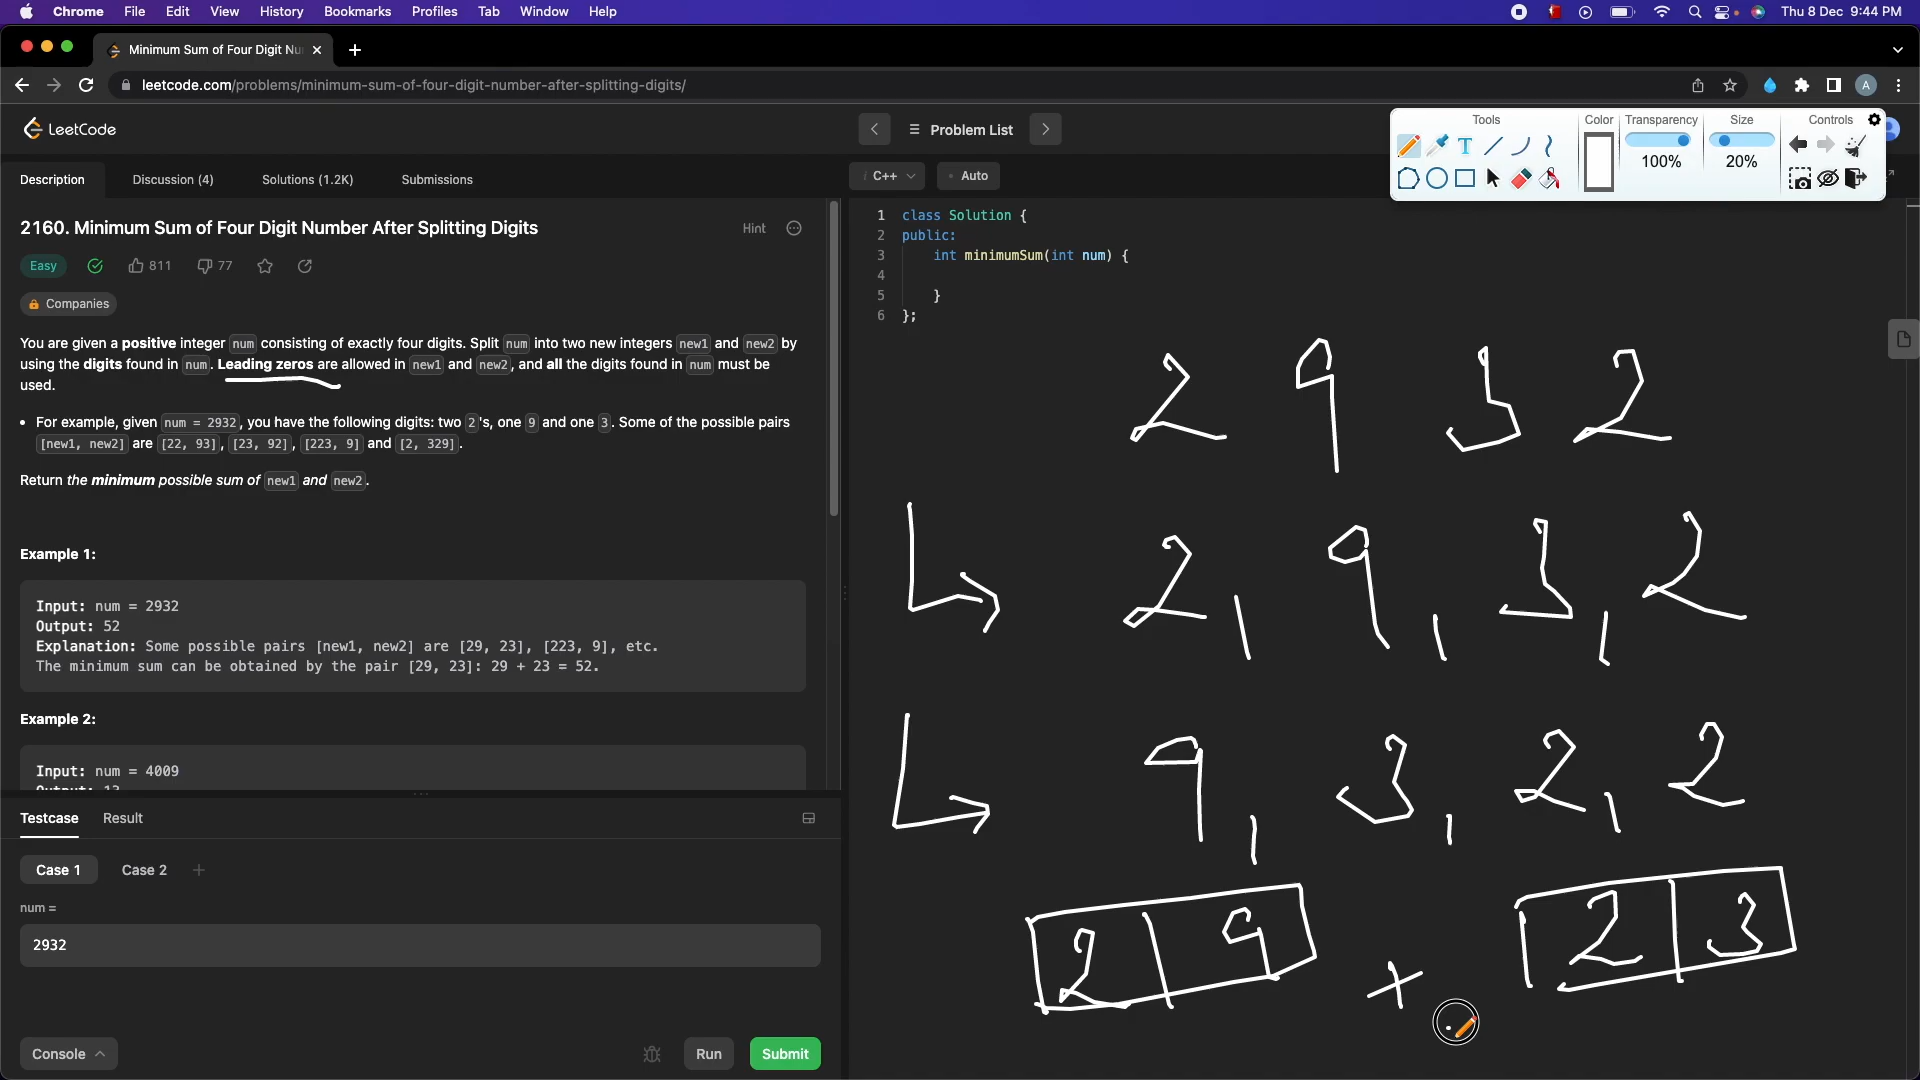 Chrome File Edit View History Bookmarks Profiles Tab Window Help Thu 8 Dec 9:44 PM
Minimum Sum of Four Digit Nu
leetcode.com/problems/minimum-sum-of-four-digit-number-after-splitting-digits/ A
LeetCode
Problem List
Tools Color Transparency Size Controls
T 100% 20%
Description Discussion (4) Solutions (1.2K) Submissions
C++ Auto
2160. Minimum Sum of Four Digit Number After Splitting Digits Hint
Easy 811 77
Companies
You are given a positive integer num consisting of exactly four digits. Split num into two new integers new1 and new2 by
using the digits found in num. Leading zeros are allowed in new1 and new2, and all the digits found in num must be
used.
• For example, given num = 2932, you have the following digits: two 2's, one 9 and one 3. Some of the possible pairs
[new1, new2] are [22, 93], [23, 92], [223, 9] and [2, 329].
Return the minimum possible sum of new1 and new2.
Example 1:
Input: num = 2932
Output: 52
Explanation: Some possible pairs [new1, new2] are [29, 23], [223, 9], etc.
The minimum sum can be obtained by the pair [29, 23]: 29 + 23 = 52.
Example 2:
Input: num = 4009
Output: 13
Testcase Result
Case 1 Case 2 +
num =
2932
Console Run Submit
1 class Solution {
2 public:
3 int minimumSum(int num) {
4
5 }
6 };
2 9 3 2
2, 9, 3, 2
9, 3, 2, 2
2 9 + 2 3